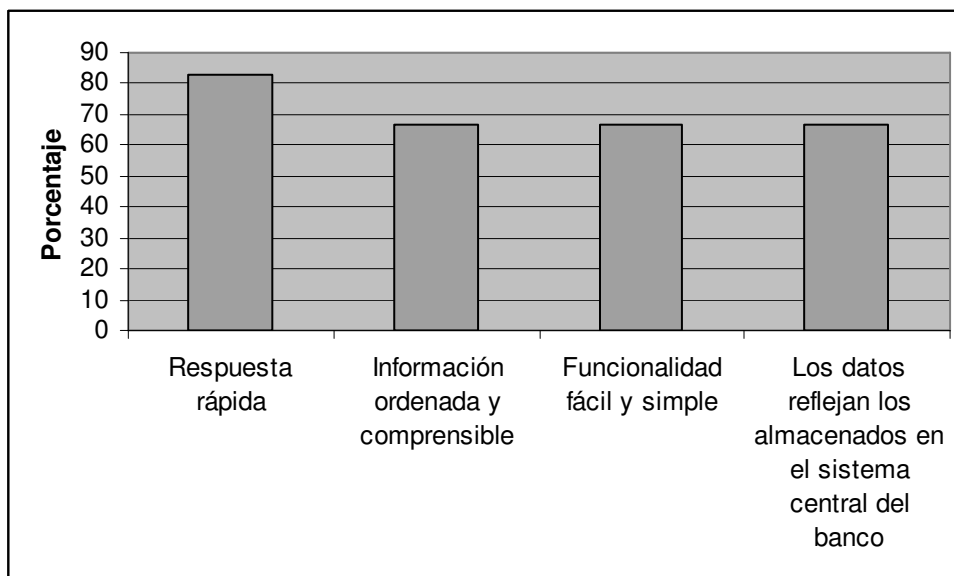 Porcentaje
90
80
70
60
50
40
30
20
10
0
Respuesta
rápida
Información
ordenada y
comprensible
Funcionalidad
fácil y simple
Los datos
reflejan los
almacenados en
el sistema
central del
banco